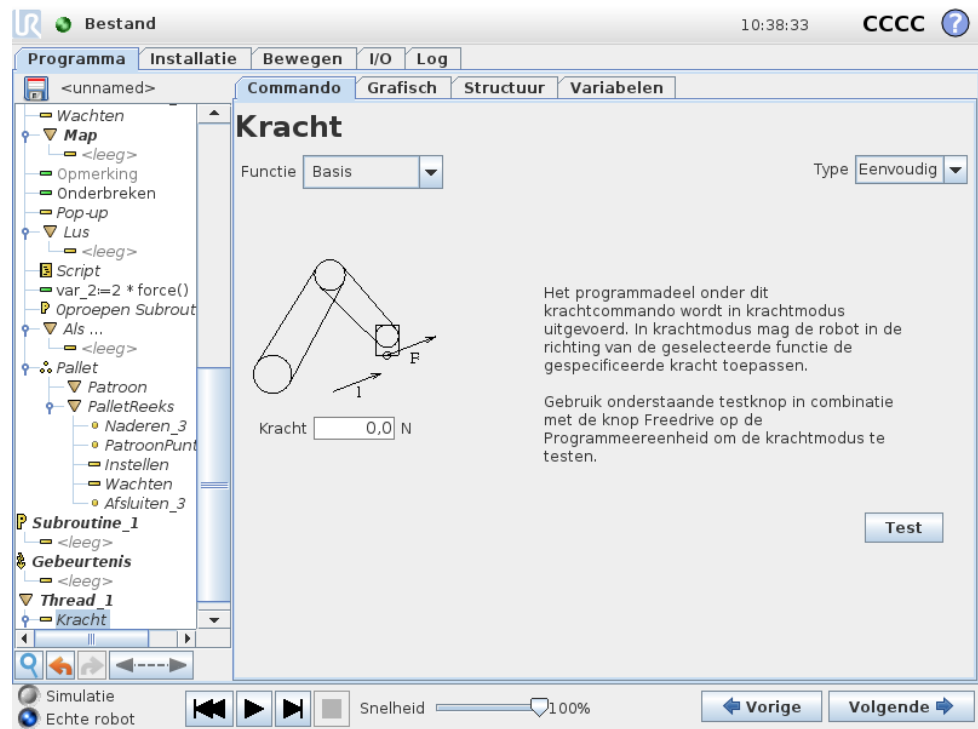 UR Bestand 10:38:33 CCCC ?
Programma Installatie Bewegen I/O Log
<unnamed> Commando Grafisch Structuur Variabelen
Wachten
Map
<leeg>
Opmerking
Onderbreken
Pop-up
Lus
<leeg>
Script
var_2:=2 * force()
P Oproepen Subrout
Als ...
<leeg>
Pallet
Patroon
PalletReeks
Naderen_3
PatroonPunt
Instellen
Wachten
Afsluiten_3
P Subroutine_1
<leeg>
Gebeurtenis
<leeg>
Thread_1
Kracht
Kracht
Functie Basis
Type Eenvoudig
F
1
Kracht 0,0 N
Het programmadeel onder dit
krachtcommando wordt in krachtmodus
uitgevoerd. In krachtmodus mag de robot in de
richting van de geselecteerde functie de
gespecificeerde kracht toepassen.
Gebruik onderstaande testknop in combinatie
met de knop Freedrive op de
Programmeereenheid om de krachtmodus te
testen.
Test
Simulatie
Echte robot
Snelheid 100%
Vorige Volgende